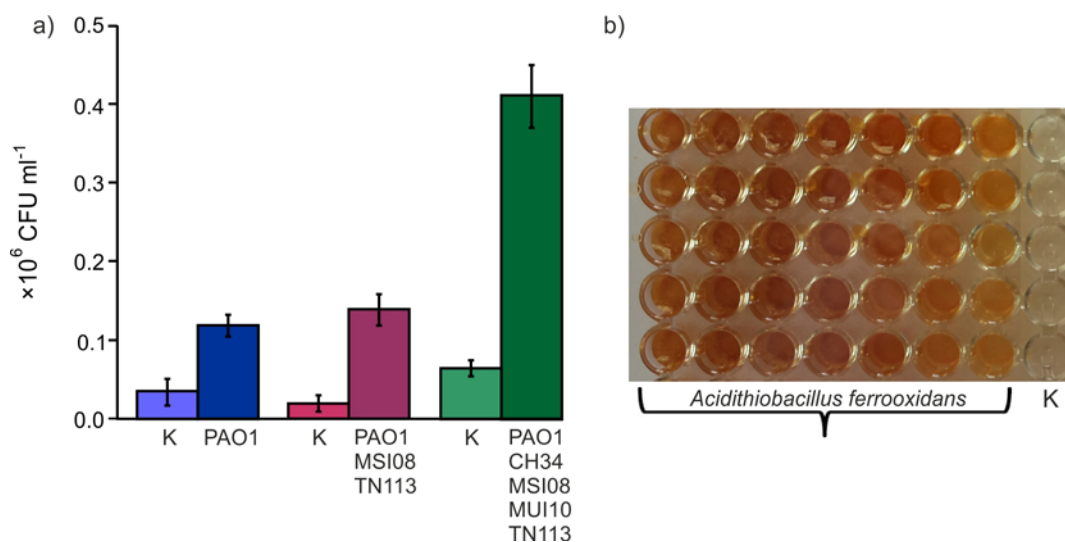 a)
0.5
0.4
0.3
0.2
0.1
0.0
×10⁶ CFU ml⁻¹
K
PAO1
K
PAO1
MSI08
TN113
K
PAO1
CH34
MSI08
MUI10
TN113
b)
Acidithiobacillus ferrooxidans
K